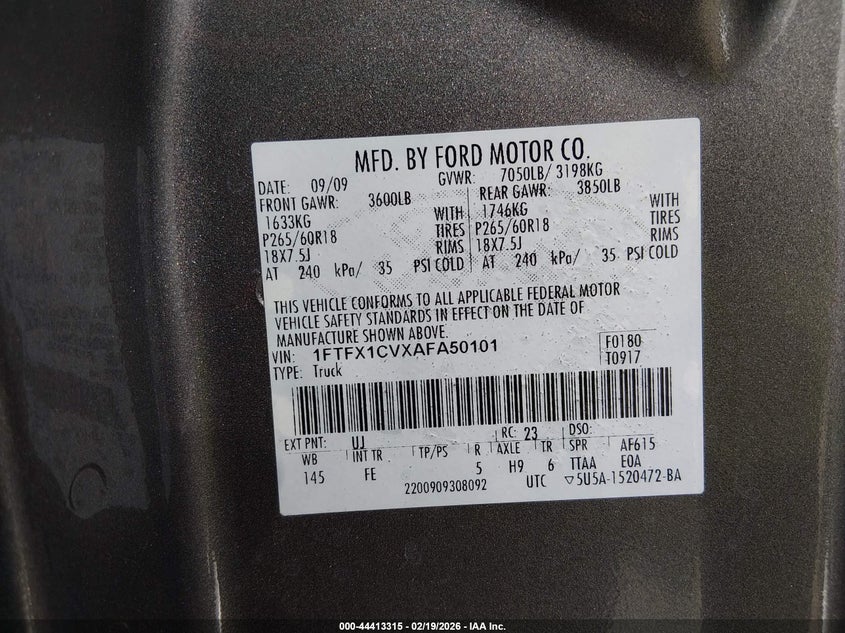 MFD. BY FORD MOTOR CO.
DATE: 09/09 GVWR: 7050LB/ 3198KG
FRONT GAWR: 3600LB REAR GAWR: 3850LB
1633KG WITH 1746KG WITH
P265/60R18 TIRES P265/60R18 TIRES
18X7.5J RIMS 18X7.5J RIMS
AT 240 kPa/ 35 PSI COLD AT 240 kPa/ 35 PSI COLD
THIS VEHICLE CONFORMS TO ALL APPLICABLE FEDERAL MOTOR
VEHICLE SAFETY STANDARDS IN EFFECT ON THE DATE OF
MANUFACTURE SHOWN ABOVE.
VIN: 1FTFX1CVXAFA50101 F0180
TYPE: Truck T0917
EXT PNT: UJ RC: 23 DSO:
WB INT TR TP/PS R AXLE TR SPR AF615
145 FE 5 H9 6 TTAA E0A
2200909308092 UTC ▽5U5A-1520472-BA
000-44413315 - 02/19/2026 - IAA Inc.